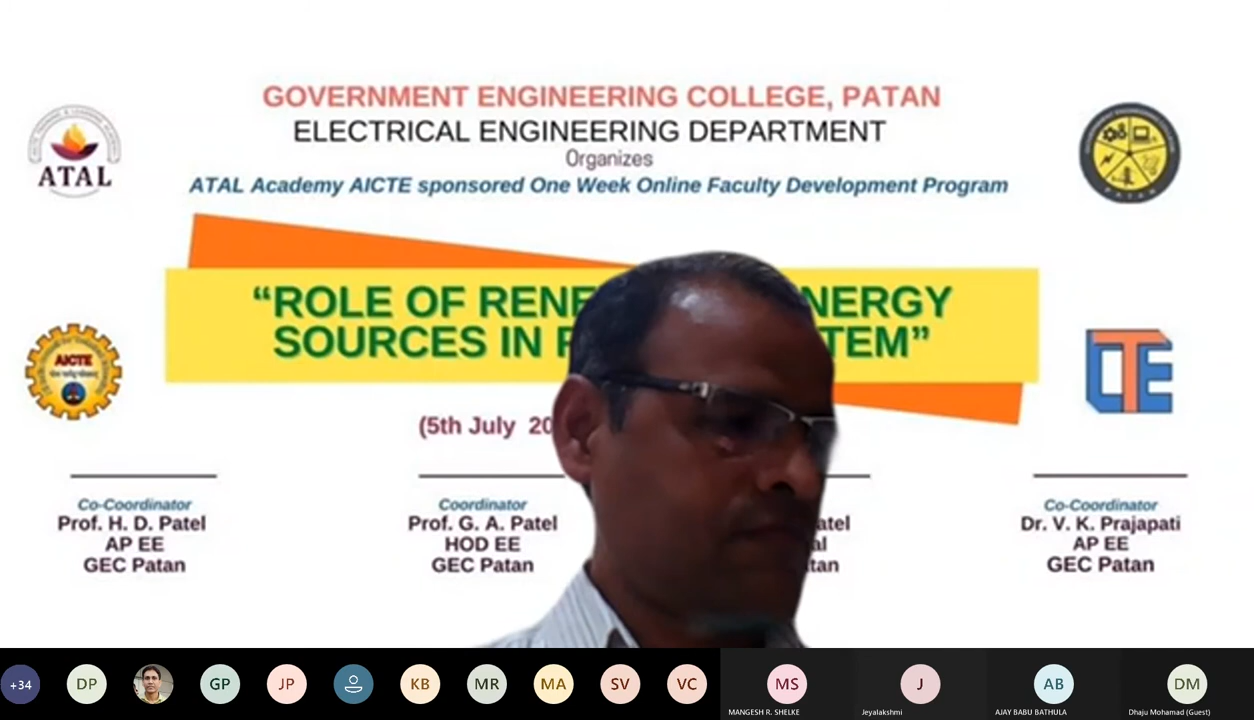 GOVERNMENT ENGINEERING COLLEGE, PATAN
ELECTRICAL ENGINEERING DEPARTMENT
Organizes
ATAL Academy AICTE sponsored One Week Online Faculty Development Program
ATAL
“ROLE OF RENE NERGY
SOURCES IN P TEM”
AICTE
CTE
(5th July 20
Co-Coordinator
Prof. H. D. Patel
AP EE
GEC Patan
Coordinator
Prof. G. A. Patel
HOD EE
GEC Patan
atel
al
tan
Co-Coordinator
Dr. V. K. Prajapati
AP EE
GEC Patan
+34
DP
GP
JP
KB
MR
MA
SV
VC
MS
J
AB
DM
MANGESH R. SHELKE
Jeyalakshmi
AJAY BABU BATHULA
Dhaju Mohamad (Guest)